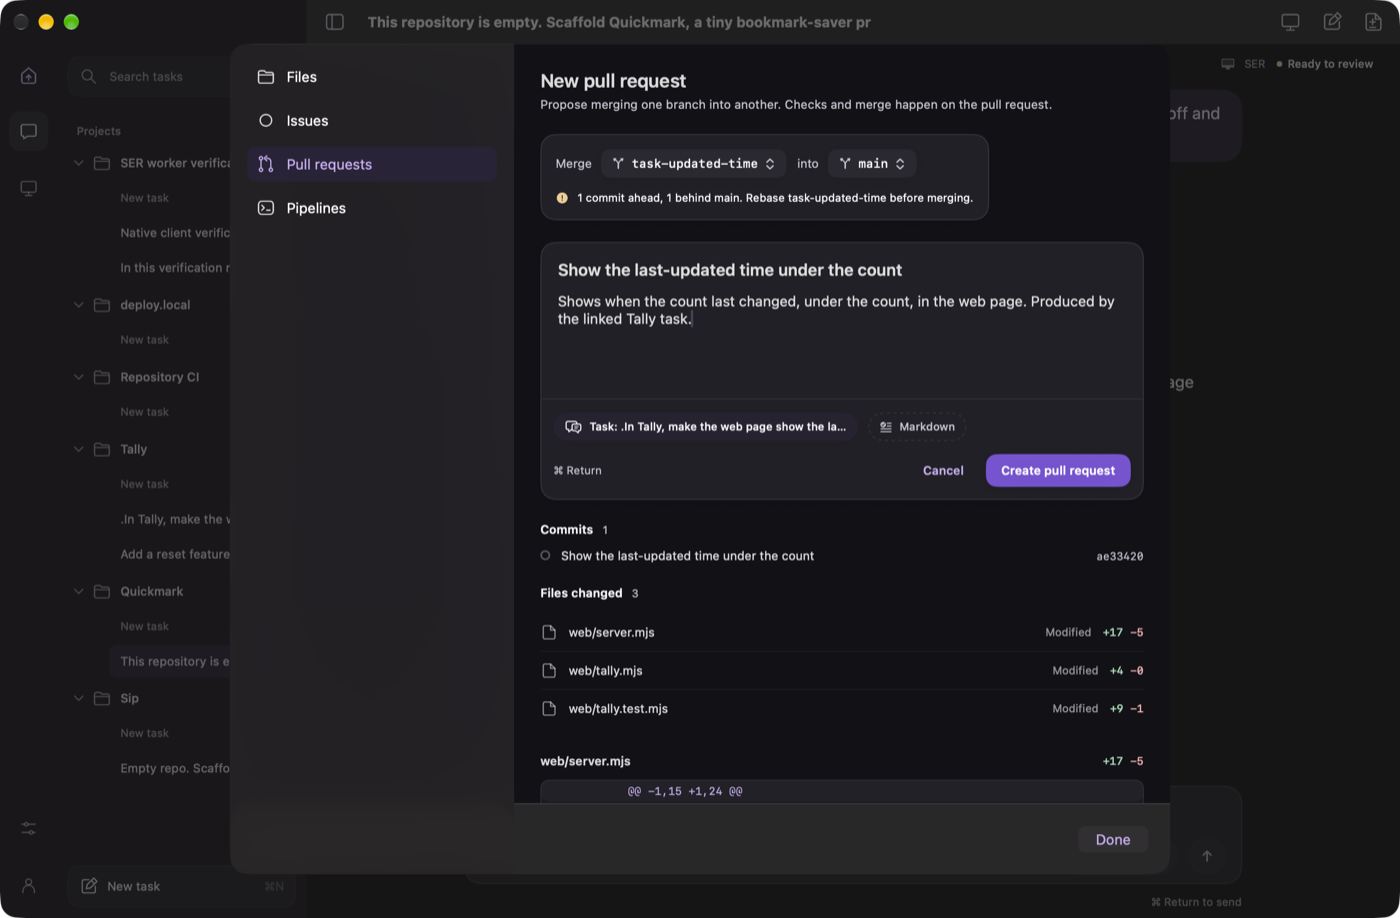 This repository is empty. Scaffold Quickmark, a tiny bookmark-saver pr
Search tasks
SER
Ready to review
Projects
SER worker verifica
New task
Native client verific
In this verification r
deploy.local
New task
Repository CI
New task
Tally
New task
.In Tally, make the w
Add a reset feature
Quickmark
New task
This repository is e
Sip
New task
Empty repo. Scaffo
New task
⌘N
Files
Issues
Pull requests
Pipelines
New pull request
Propose merging one branch into another. Checks and merge happen on the pull request.
Merge task-updated-time into main
1 commit ahead, 1 behind main. Rebase task-updated-time before merging.
Show the last-updated time under the count
Shows when the count last changed, under the count, in the web page. Produced by
the linked Tally task.
Task: .In Tally, make the web page show the la...
Markdown
⌘ Return
Cancel
Create pull request
Commits 1
Show the last-updated time under the count ae33420
Files changed 3
web/server.mjs Modified +17 −5
web/tally.mjs Modified +4 −0
web/tally.test.mjs Modified +9 −1
web/server.mjs +17 −5
@@ −1,15 +1,24 @@
Done
off and
age
⌘ Return to send